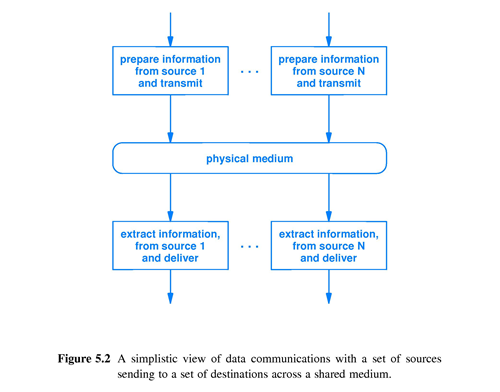 prepare information
from source 1
and transmit
. . .
prepare information
from source N
and transmit
physical medium
extract information,
from source 1
and deliver
. . .
extract information,
from source N
and deliver
Figure 5.2 A simplistic view of data communications with a set of sources
sending to a set of destinations across a shared medium.